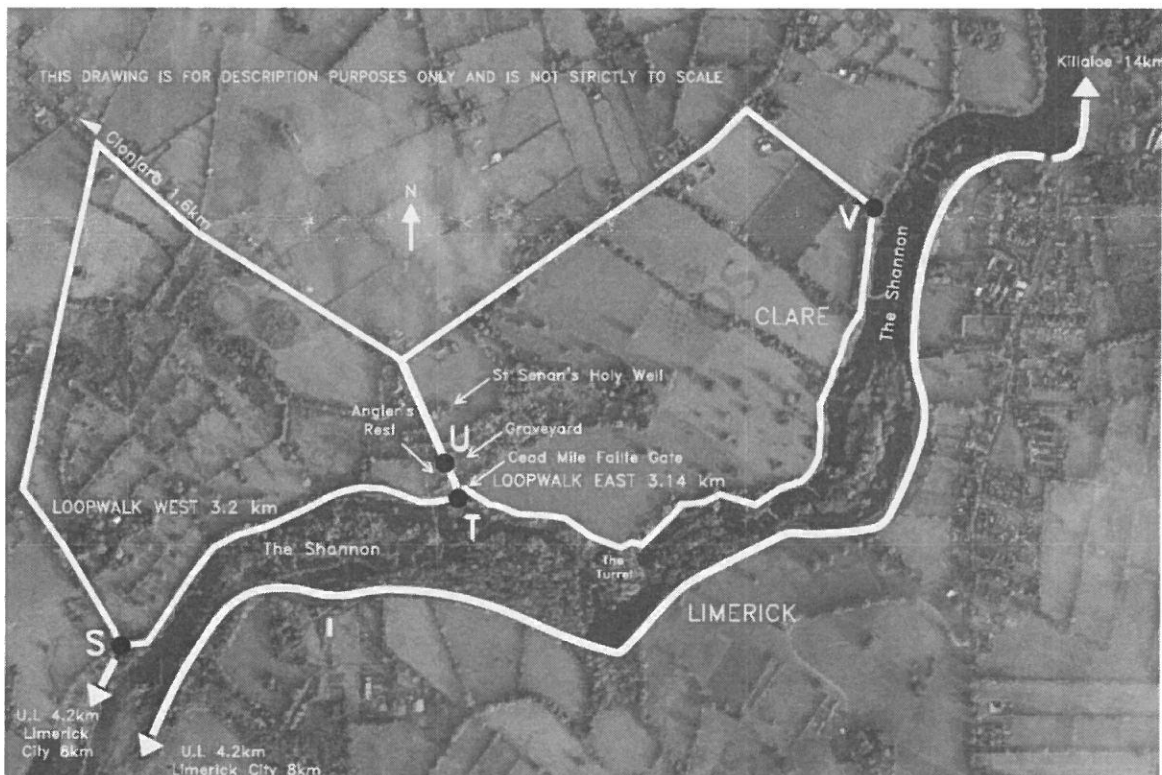 THIS DRAWING IS FOR DESCRIPTION PURPOSES ONLY AND IS NOT STRICTLY TO SCALE
Killaloe 14km
Clonlara 1.6km
N
V
The Shannon
CLARE
St Senan's Holy Well
Angler's
Rest
U
Graveyard
Cead Mile Failte Gate
LOOPWALK EAST 3.14 km
LOOPWALK WEST 3.2 km
T
The Shannon
The
Turret
LIMERICK
S
U.L 4.2km
Limerick
City 8km
U.L 4.2km
Limerick City 8km